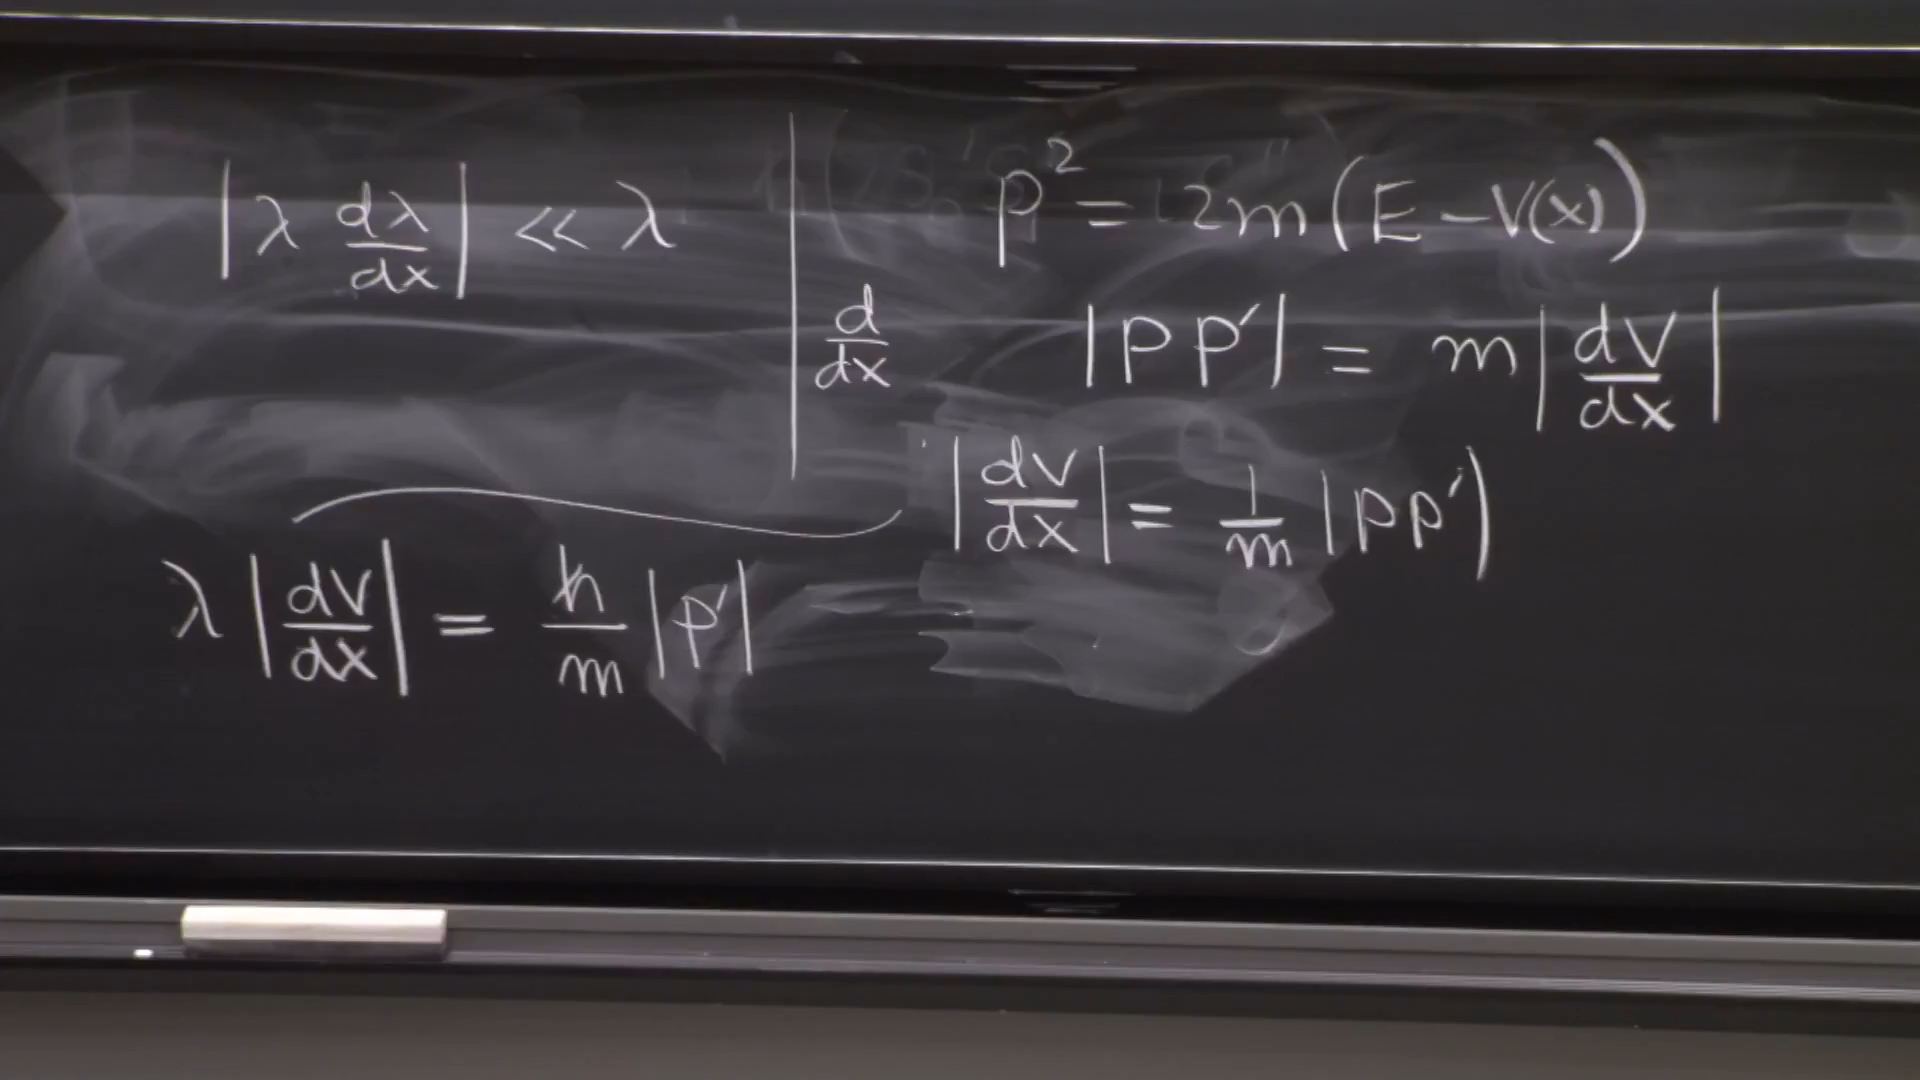 |λ dλ/dx| << λ
p² = 2m(E - V(x))
d/dx |p p′| = m|dV/dx|
|dV/dx| = 1/m |p p′|
λ|dV/dx| = ħ/m |p′|